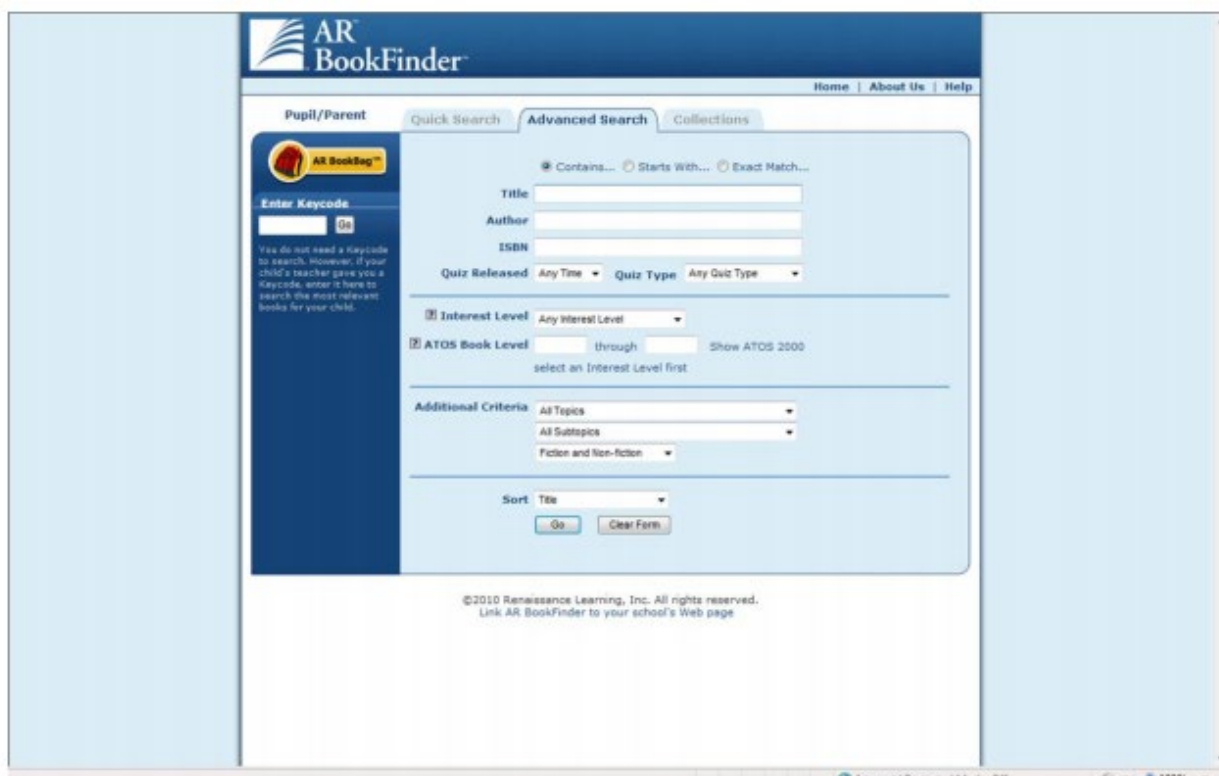 AR
BookFinder
Home | About Us | Help
Pupil/Parent
Quick Search
Advanced Search
Collections
AR BookBag™
Enter Keycode
Go
You do not need a Keycode
to search. However, if your
child's teacher gave you a
Keycode, enter it here to
search the most relevant
books for your child.
Contains... Starts With... Exact Match...
Title
Author
ISBN
Quiz Released Any Time Quiz Type Any Quiz Type
? Interest Level Any Interest Level
? ATOS Book Level through Show ATOS 2000
select an Interest Level first
Additional Criteria All Topics
All Subtopics
Fiction and Non-fiction
Sort Title
Go Clear Form
©2010 Renaissance Learning, Inc. All rights reserved.
Link AR BookFinder to your school's Web page